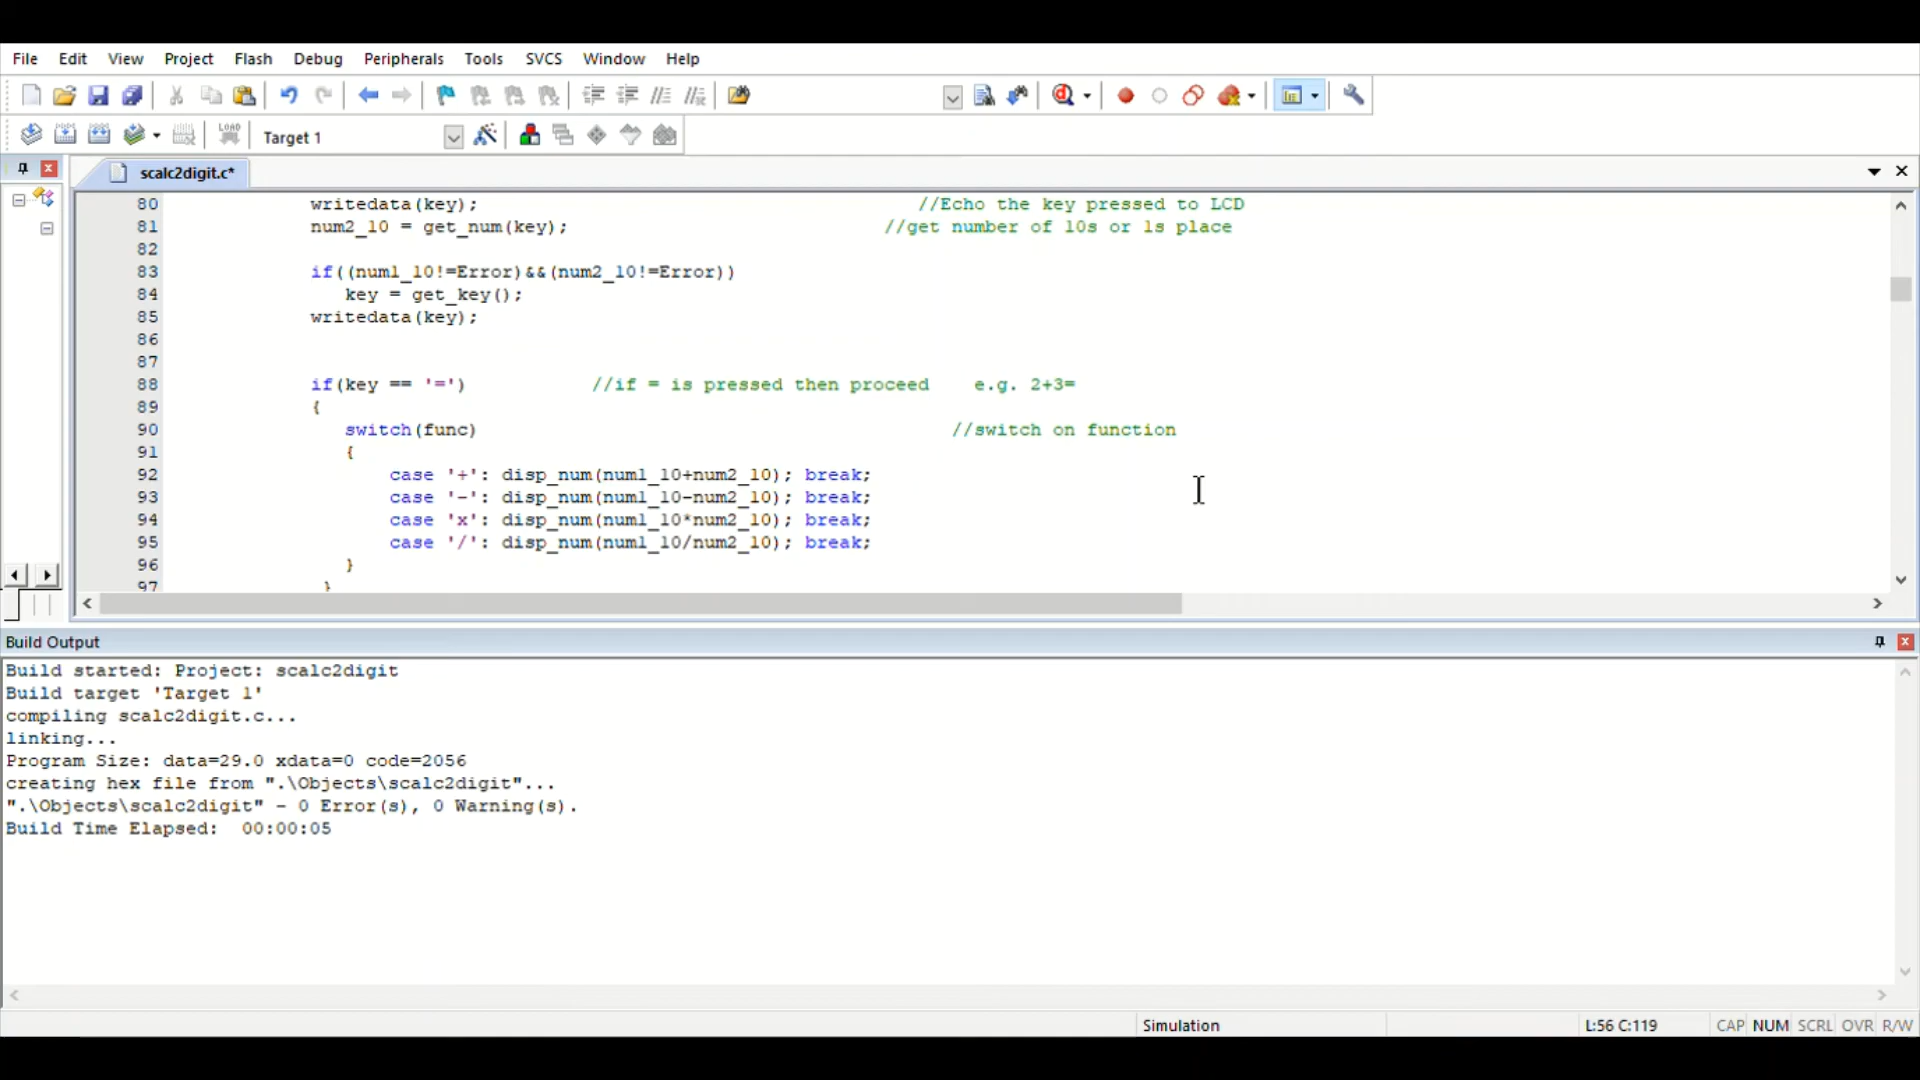 File Edit View Project Flash Debug Peripherals Tools SVCS Window Help
LOAD Target 1
scalc2digit.c*
80 writedata(key); //Echo the key pressed to LCD
81 num2_10 = get_num(key); //get number of 10s or 1s place
82
83 if((num1_10!=Error)&&(num2_10!=Error))
84 key = get_key();
85 writedata(key);
86
87
88 if(key == '=') //if = is pressed then proceed e.g. 2+3=
89 {
90 switch(func) //switch on function
91 {
92 case '+': disp_num(num1_10+num2_10); break;
93 case '-': disp_num(num1_10-num2_10); break;
94 case 'x': disp_num(num1_10*num2_10); break;
95 case '/': disp_num(num1_10/num2_10); break;
96 }
97 }
Build Output
Build started: Project: scalc2digit
Build target 'Target 1'
compiling scalc2digit.c...
linking...
Program Size: data=29.0 xdata=0 code=2056
creating hex file from ".\Objects\scalc2digit"...
".\Objects\scalc2digit" - 0 Error(s), 0 Warning(s).
Build Time Elapsed: 00:00:05
Simulation L:56 C:119 CAP NUM SCRL OVR R/W